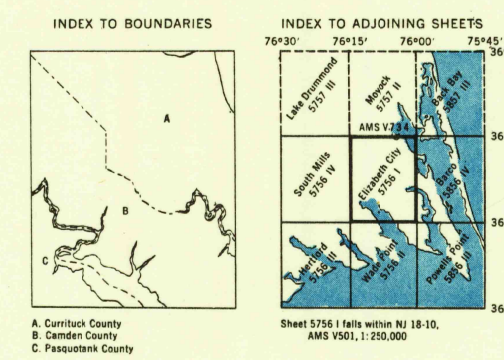 INDEX TO BOUNDARIES
A
B
C
A. Currituck County
B. Camden County
C. Pasquotank County
INDEX TO ADJOINING SHEETS
76°30' 76°15' 76°00' 75°45'
36
Lake Drummond
5757 III
Moyock
5757 II
Back Bay
5857 III
AMS V734
36
South Mills
5756 IV
Elizabeth City
5756 I
Barco
5856 IV
36
Hertford
5756 III
Wade Point
5756 II
Powells Point
5856 III
36
Sheet 5756 I falls within NJ 18-10,
AMS V501, 1:250,000